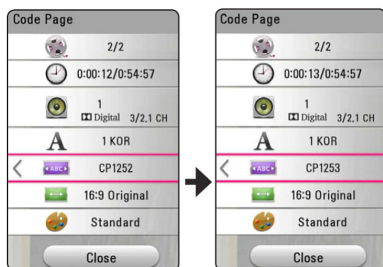 Code Page
2/2
0:00:12/0:54:57
1
Digital 3/2.1 CH
A 1 KOR
ABC CP1252
16:9 Original
Standard
Close
Code Page
2/2
0:00:13/0:54:57
1
Digital 3/2.1 CH
A 1 KOR
ABC CP1253
16:9 Original
Standard
Close